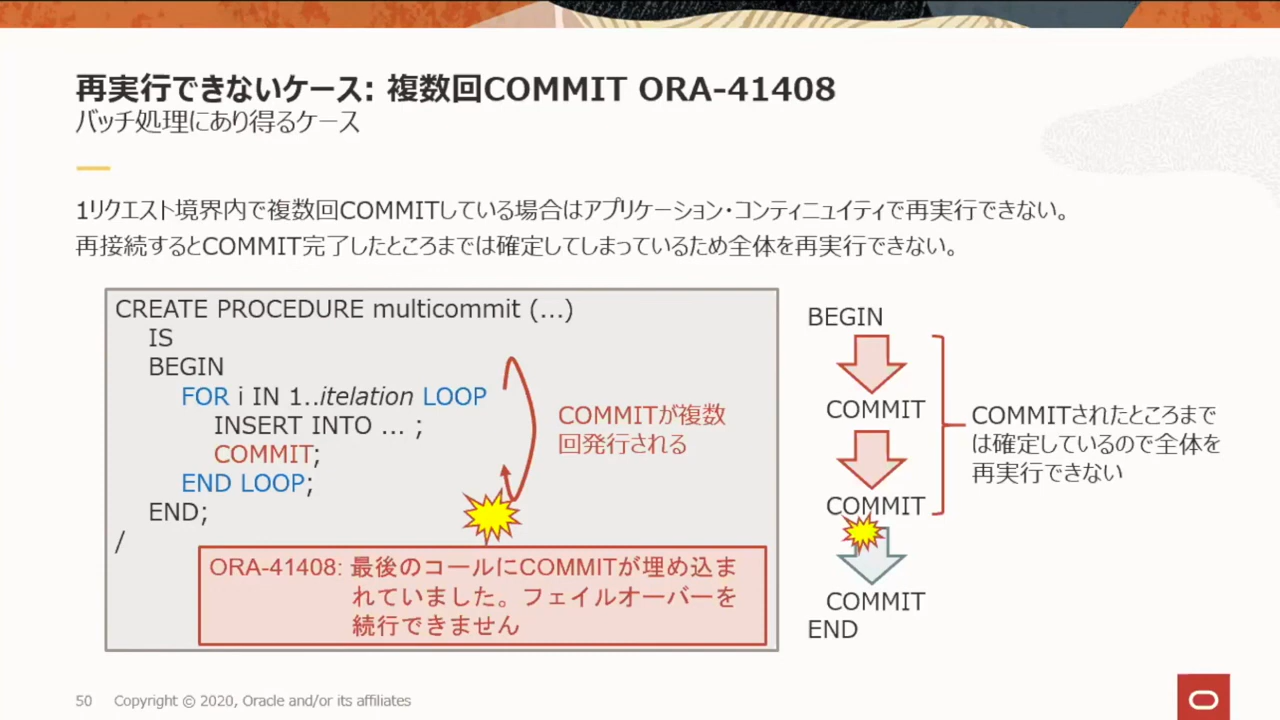 再実行できないケース: 複数回COMMIT ORA-41408
バッチ処理にあり得るケース
1リクエスト境界内で複数回COMMITしている場合はアプリケーション・コンティニュイティで再実行できない。
再接続するとCOMMIT完了したところまでは確定してしまっているため全体を再実行できない。
CREATE PROCEDURE multicommit (...)
IS
BEGIN
FOR i IN 1..itelation LOOP
INSERT INTO ... ;
COMMIT;
END LOOP;
END;
/
COMMITが複数
回発行される
ORA-41408: 最後のコールにCOMMITが埋め込ま
れていました。フェイルオーバーを
続行できません
BEGIN
COMMIT
COMMIT
COMMIT
END
COMMITされたところまで
は確定しているので全体を
再実行できない
50 Copyright © 2020, Oracle and/or its affiliates